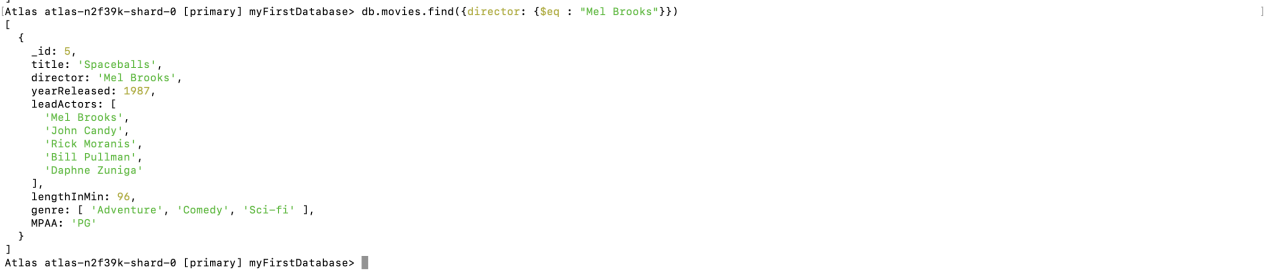 Atlas atlas-n2f39k-shard-0 [primary] myFirstDatabase> db.movies.find({director: {$eq : "Mel Brooks"}})
[
  {
    _id: 5,
    title: 'Spaceballs',
    director: 'Mel Brooks',
    yearReleased: 1987,
    leadActors: [
      'Mel Brooks',
      'John Candy',
      'Rick Moranis',
      'Bill Pullman',
      'Daphne Zuniga'
    ],
    lengthInMin: 96,
    genre: [ 'Adventure', 'Comedy', 'Sci-fi' ],
    MPAA: 'PG'
  }
]
Atlas atlas-n2f39k-shard-0 [primary] myFirstDatabase>